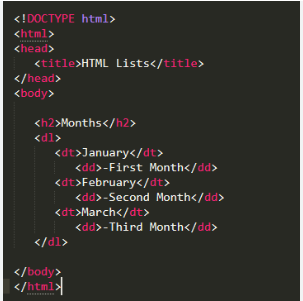 <!DOCTYPE html>
<html>
<head>
<title>HTML Lists</title>
</head>
<body>
<h2>Months</h2>
<dl>
<dt>January</dt>
<dd>-First Month</dd>
<dt>February</dt>
<dd>-Second Month</dd>
<dt>March</dt>
<dd>-Third Month</dd>
</dl>
</body>
</html>